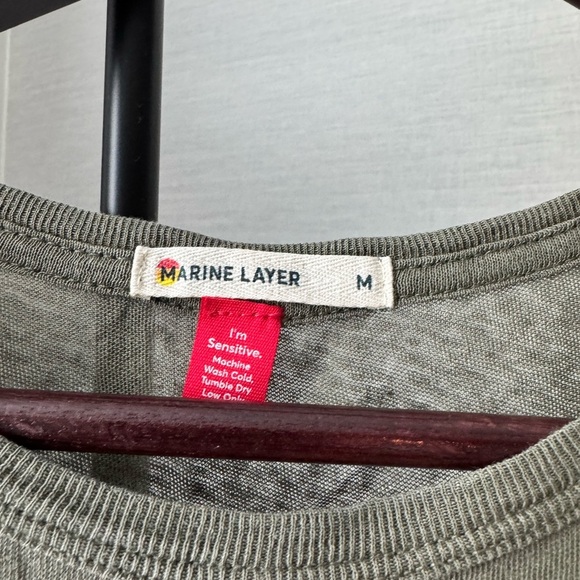 MARINE LAYER M
I'm
Sensitive.
Machine
Wash Cold,
Tumble Dry
Low Only.